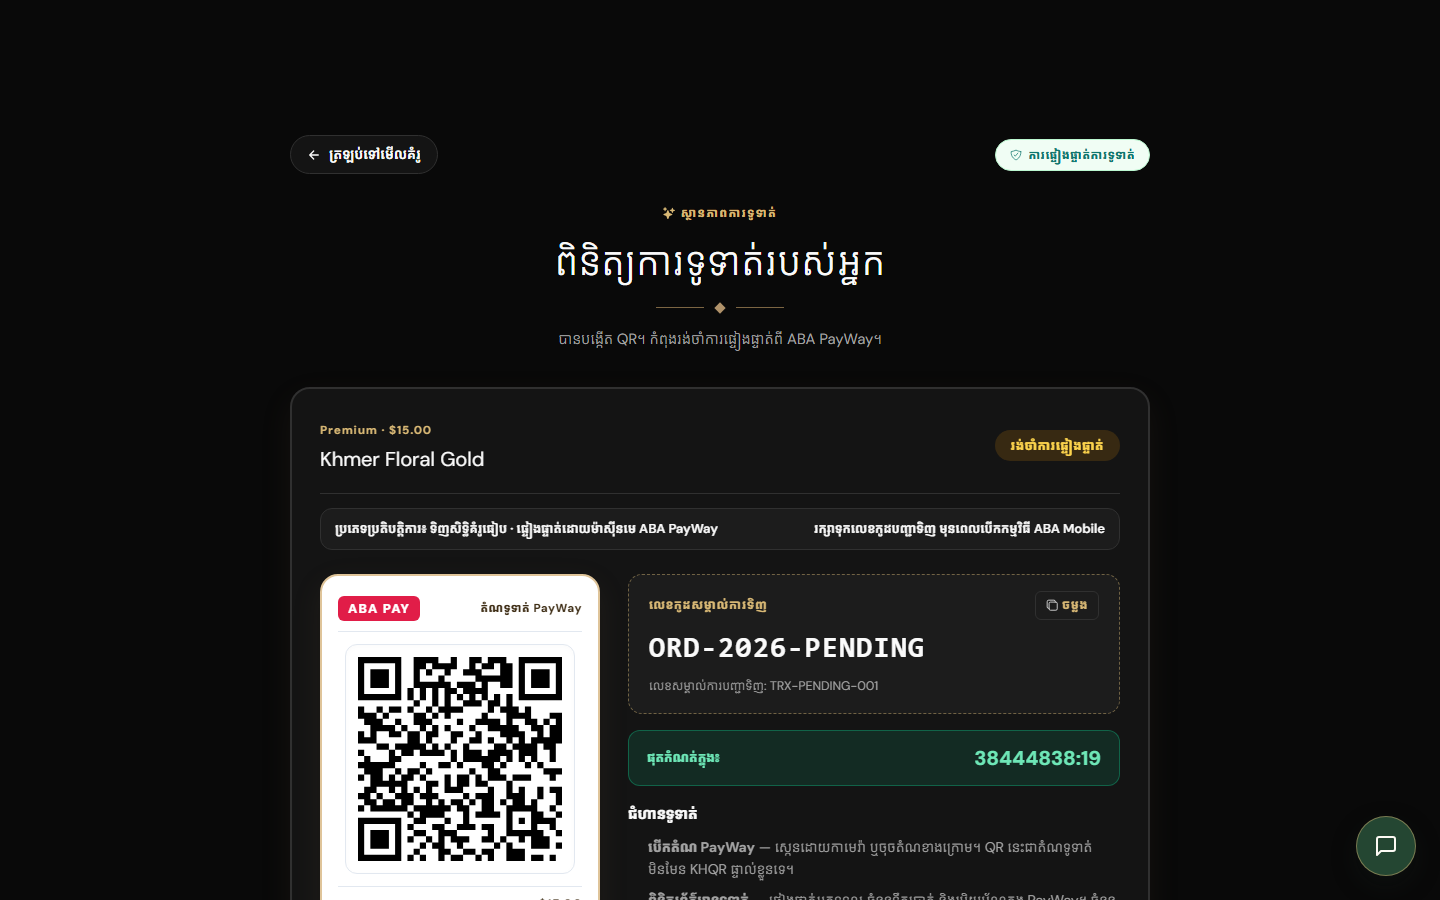 ត្រឡប់ទៅមើលគំរូ
ការផ្ទៀងផ្ទាត់ការទូទាត់
ស្ថានភាពការទូទាត់
ពិនិត្យការទូទាត់របស់អ្នក
បានបង្កើត QR។ កំពុងរង់ចាំការផ្ទៀងផ្ទាត់ពី ABA PayWay។
Premium · $15.00
Khmer Floral Gold
រង់ចាំការផ្ទៀងផ្ទាត់
ប្រភេទប្រតិបត្តិការ៖ ទិញសិទ្ធិគំរូធៀប · ផ្ទៀងផ្ទាត់ដោយម៉ាស៊ីនមេ ABA PayWay
រក្សាទុកលេខកូដបញ្ជាទិញ មុនពេលបើកកម្មវិធី ABA Mobile
ABA PAY
តំណទូទាត់ PayWay
លេខកូដសម្គាល់ការទិញ
ចម្លង
ORD-2026-PENDING
លេខសម្គាល់ការបញ្ជាទិញ: TRX-PENDING-001
ផុតកំណត់ក្នុង៖
38444838:19
ជំហានទូទាត់
បើកតំណ PayWay — ស្កេនដោយកាមេរ៉ា ឬចុចតំណខាងក្រោម។ QR នេះជាតំណទូទាត់
មិនមែន KHQR ផ្ទាល់ខ្លួនទេ។